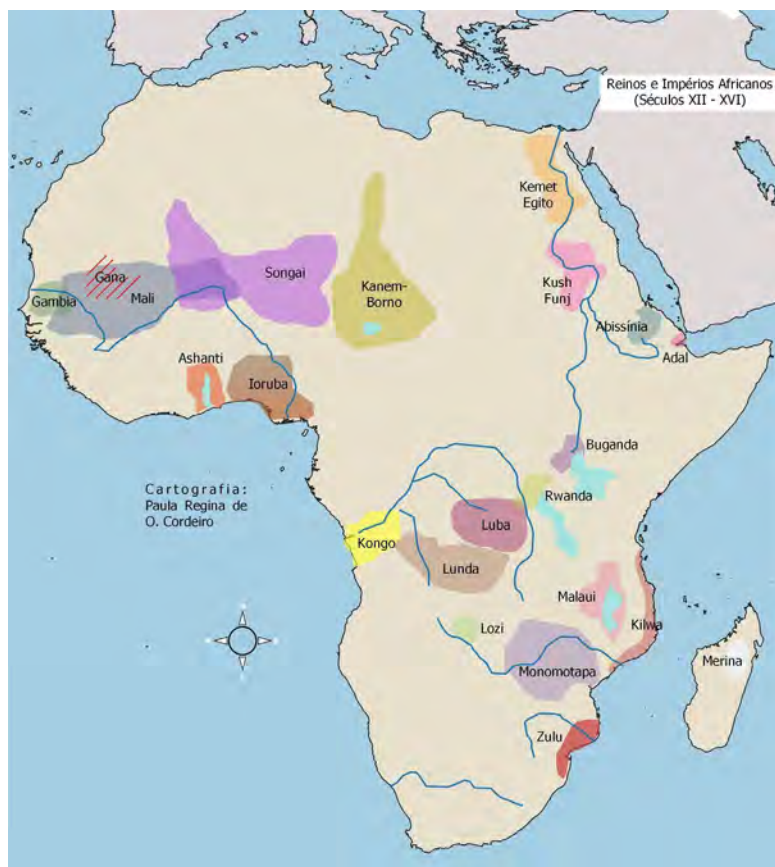 Reinos e Impérios Africanos
(Séculos XII - XVI)
Kemet
Egito
Gana
Songai
Kush
Funj
Kanem-
Borno
Gambia
Mali
Abissínia
Adal
Ashanti
Ioruba
Buganda
Cartografia:
Paula Regina de
O. Cordeiro
Rwanda
Luba
Kongo
Lunda
Malaui
Kilwa
Lozi
Merina
Monomotapa
Zulu